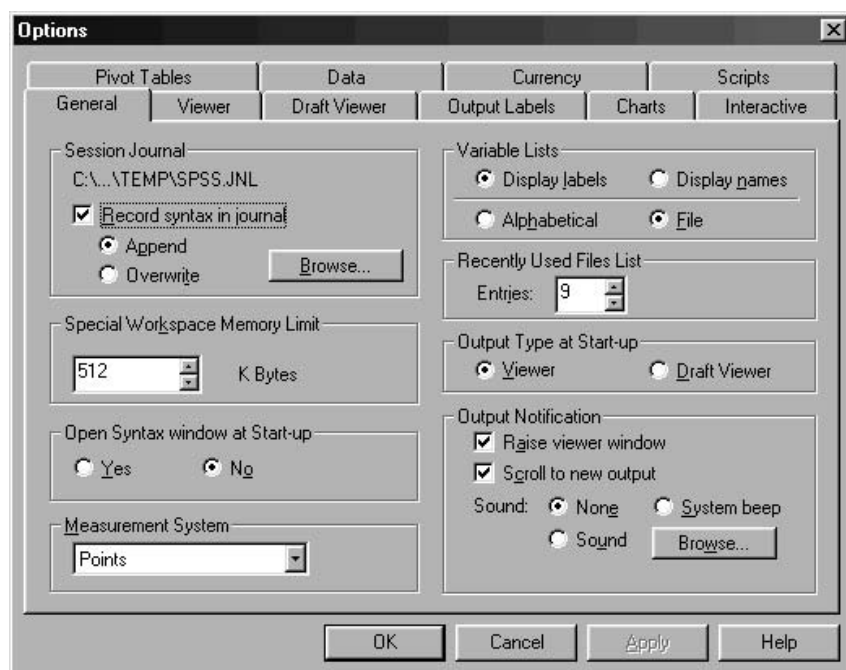 Options
Pivot Tables Data Currency Scripts
General Viewer Draft Viewer Output Labels Charts Interactive
Session Journal
C:\...\TEMP\SPSS.JNL
Record syntax in journal
Append
Overwrite
Browse...
Special Workspace Memory Limit
512 K Bytes
Open Syntax window at Start-up
Yes No
Measurement System
Points
Variable Lists
Display labels Display names
Alphabetical File
Recently Used Files List
Entries: 9
Output Type at Start-up
Viewer Draft Viewer
Output Notification
Raise viewer window
Scroll to new output
Sound: None System beep
Sound Browse...
OK Cancel Apply Help